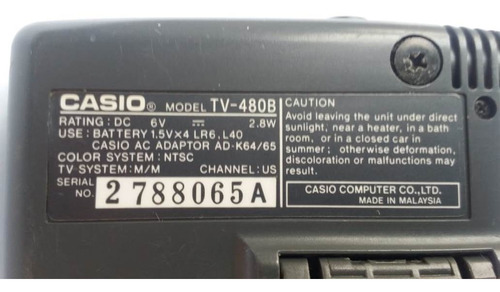 CASIO® MODEL TV-480B
RATING: DC 6V ⎓ 2.8W
USE: BATTERY 1.5V×4 LR6, L40
CASIO AC ADAPTOR AD-K64/65
COLOR SYSTEM: NTSC
TV SYSTEM: M/M CHANNEL: US
SERIAL NO. 2788065A
CAUTION
Avoid leaving the unit under direct
sunlight, near a heater, in a bath
room, or in a closed car in
summer; otherwise deformation,
discoloration or malfunctions may
result.
CASIO COMPUTER CO.,LTD.
MADE IN MALAYSIA